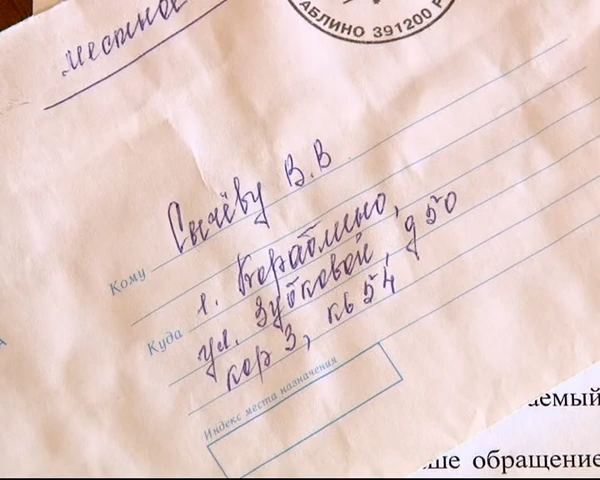 местное
АБЛИНО 391200 Р
Кому Сычёву В.В
г. Кораблино,
Куда ул. Зубковой, д 50
кор 3, кв 54
Индекс места назначения
аемый
ше обращение